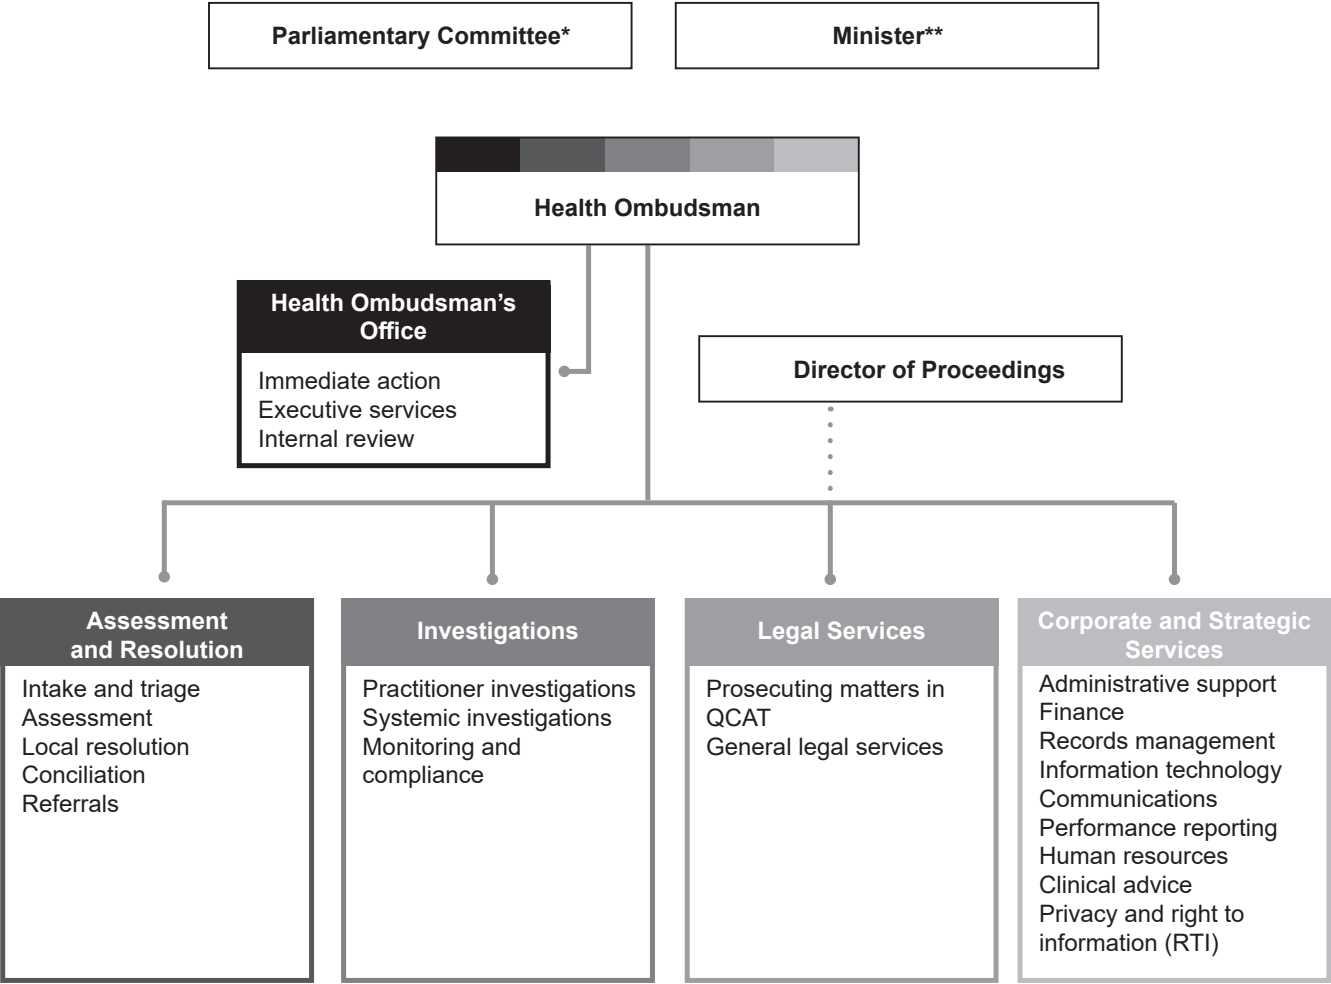 Parliamentary Committee*
Minister**
Health Ombudsman
Health Ombudsman’s
Office
Immediate action
Executive services
Internal review
Director of Proceedings
Assessment
and Resolution
Intake and triage
Assessment
Local resolution
Conciliation
Referrals
Investigations
Practitioner investigations
Systemic investigations
Monitoring and
compliance
Legal Services
Prosecuting matters in
QCAT
General legal services
Corporate and Strategic
Services
Administrative support
Finance
Records management
Information technology
Communications
Performance reporting
Human resources
Clinical advice
Privacy and right to
information (RTI)